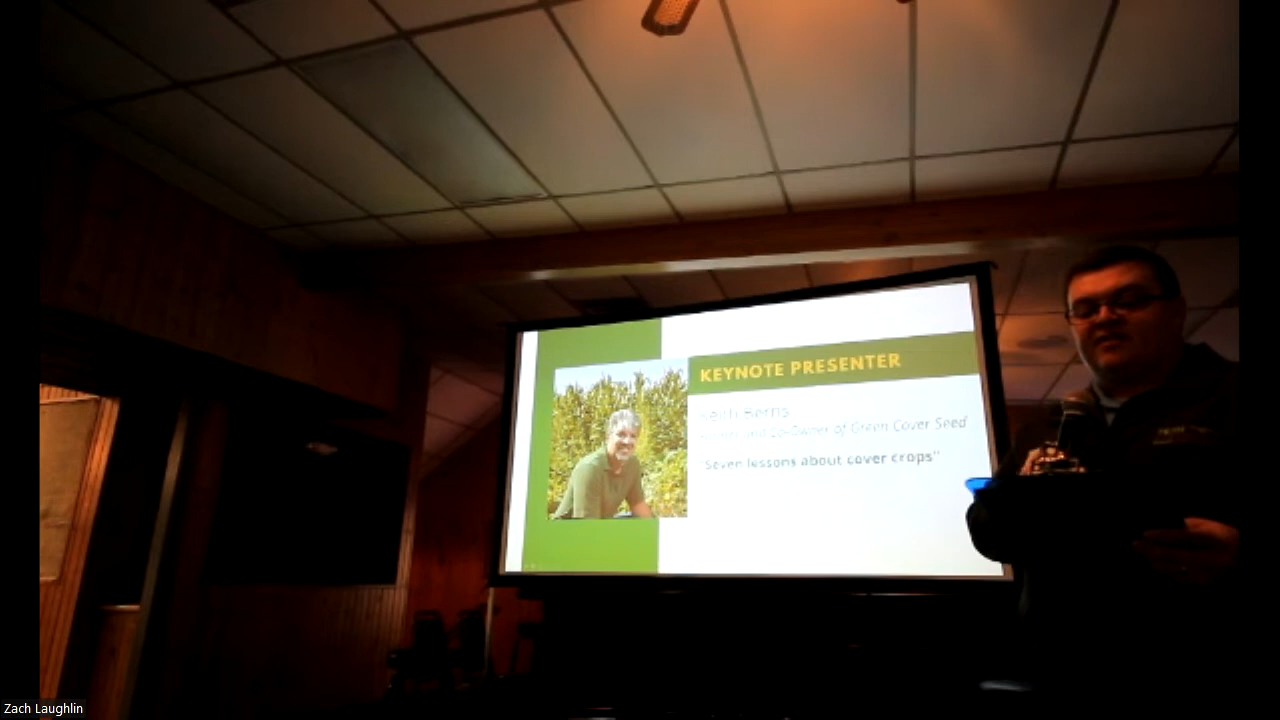 KEYNOTE PRESENTER
Keith Berns
Co-Owner of Green Cover Seed
"Seven lessons about cover crops"
Zach Laughlin